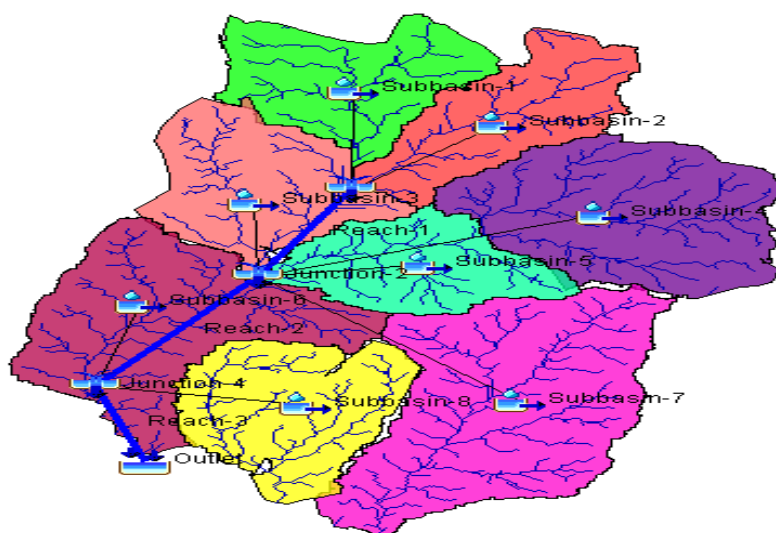 Subbasin-1
Subbasin-2
Subbasin-3
Subbasin-4
Reach-1
Subbasin-5
Junction-2
Subbasin-6
Reach-2
Junction-4
Subbasin-7
Subbasin-8
Reach-3
Outlet